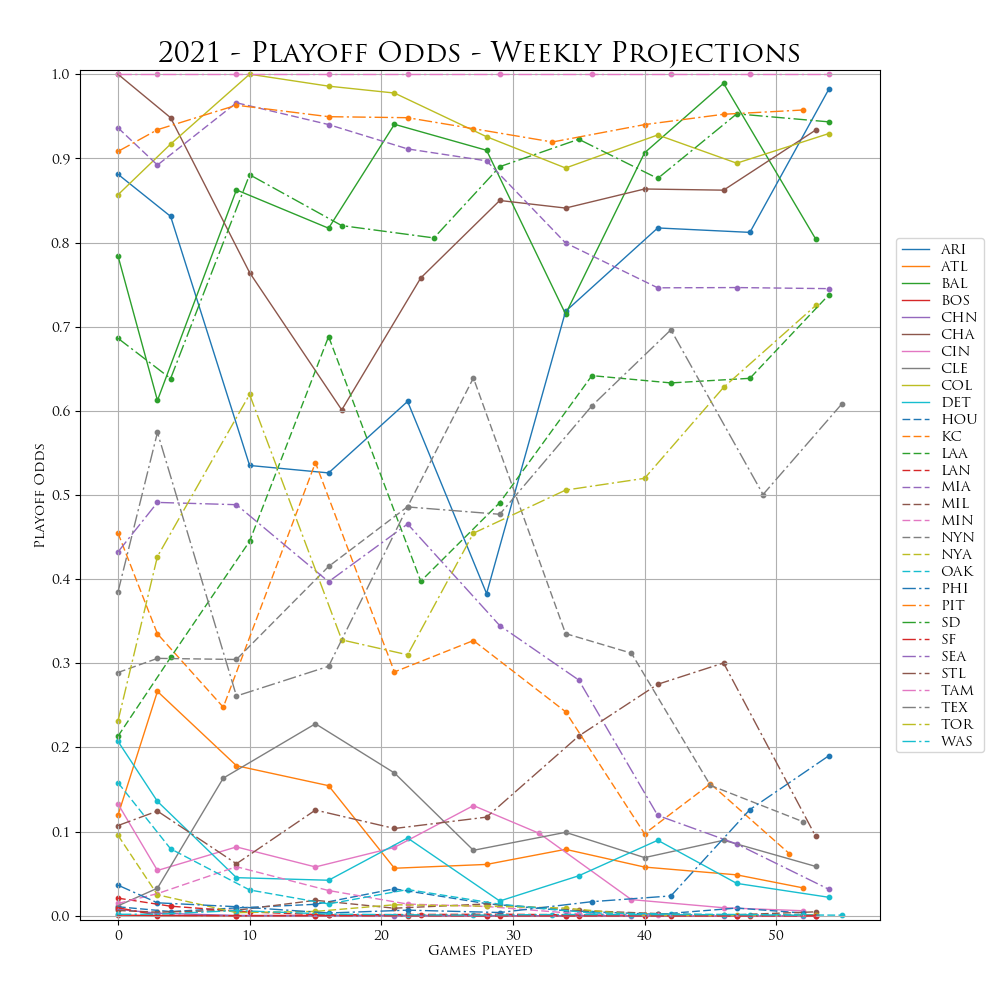 2021 - Playoff Odds - Weekly Projections
1.0
0.9
0.8
0.7
0.6
0.5
0.4
0.3
0.2
0.1
0.0
Playoff Odds
0 10 20 30 40 50
Games Played
ARI
ATL
BAL
BOS
CHN
CHA
CIN
CLE
COL
DET
HOU
KC
LAA
LAN
MIA
MIL
MIN
NYN
NYA
OAK
PHI
PIT
SD
SF
SEA
STL
TAM
TEX
TOR
WAS